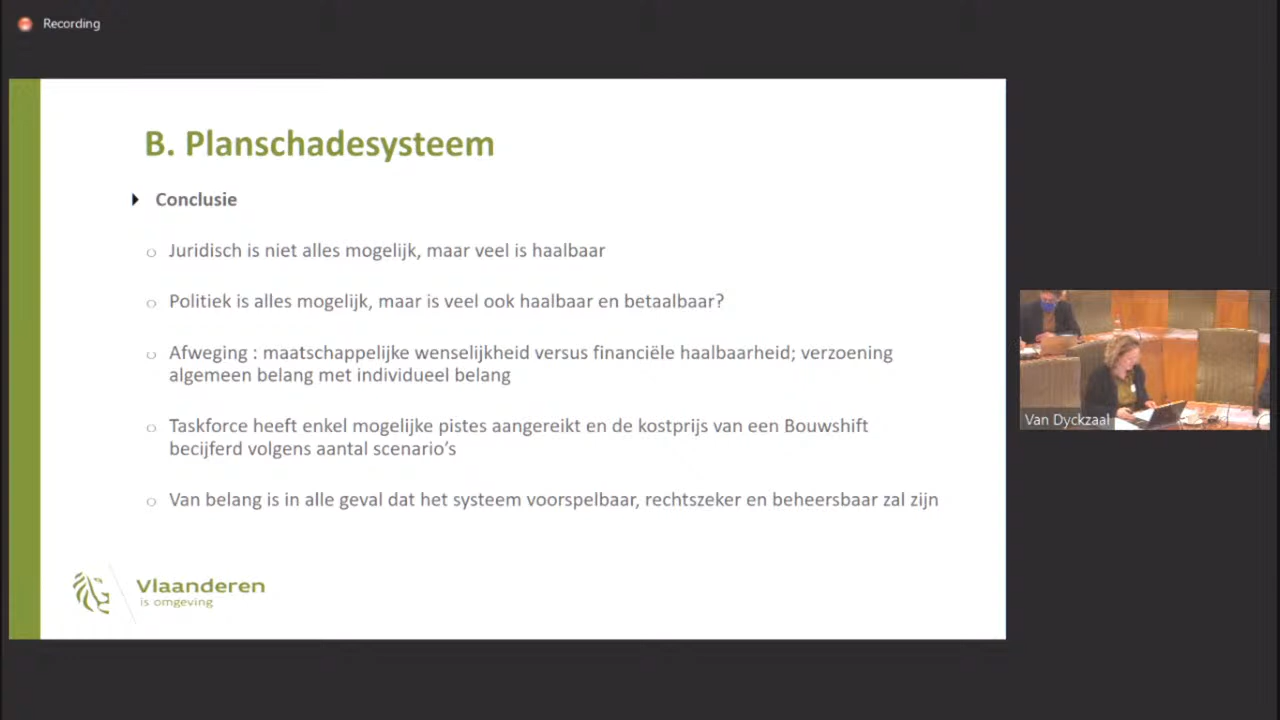 Recording
B. Planschadesysteem
Conclusie
Juridisch is niet alles mogelijk, maar veel is haalbaar
Politiek is alles mogelijk, maar is veel ook haalbaar en betaalbaar?
Afweging : maatschappelijke wenselijkheid versus financiële haalbaarheid; verzoening
algemeen belang met individueel belang
Taskforce heeft enkel mogelijke pistes aangereikt en de kostprijs van een Bouwshift
becijferd volgens aantal scenario’s
Van belang is in alle geval dat het systeem voorspelbaar, rechtszeker en beheersbaar zal zijn
Vlaanderen
is omgeving
Van Dyckzaal